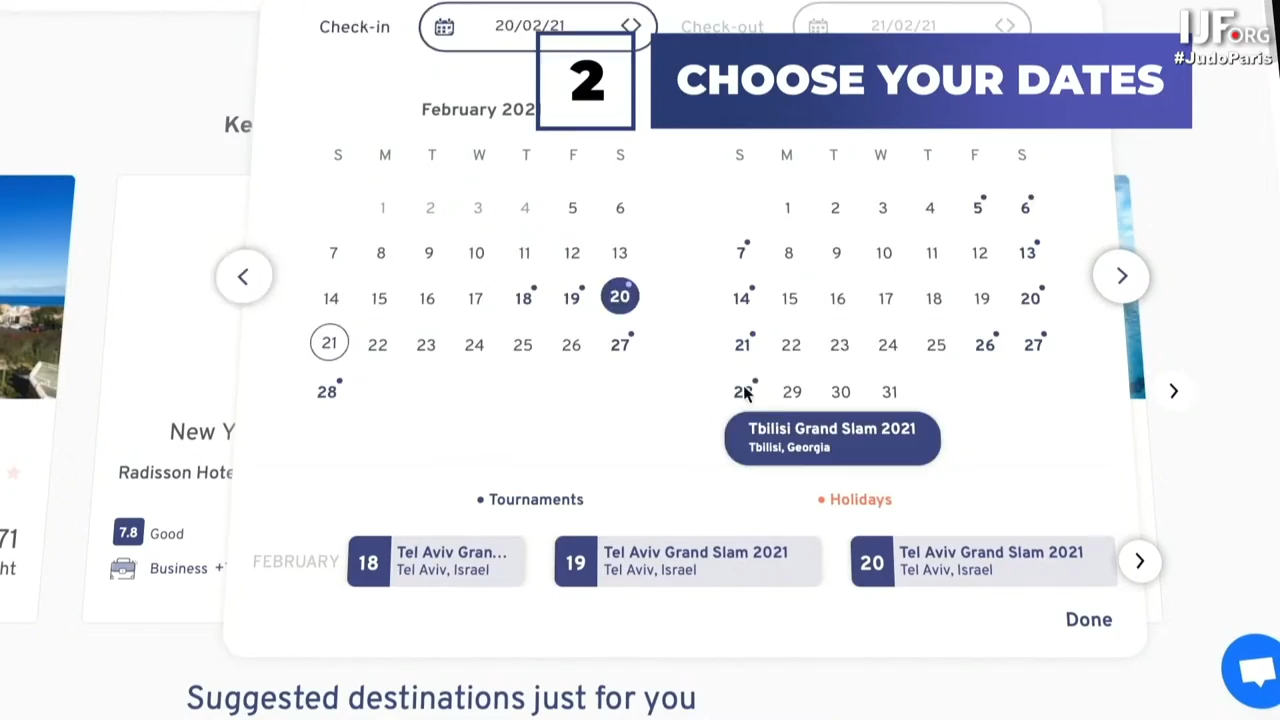 Check-in
20/02/21
Check-out
21/02/21
IJF.ORG
#JudoParis
2
CHOOSE YOUR DATES
February 202
Ke
S M T W T F S
S M T W T F S
1 2 3 4 5 6
1 2 3 4 5 6
7 8 9 10 11 12 13
7 8 9 10 11 12 13
14 15 16 17 18 19 20
14 15 16 17 18 19 20
21 22 23 24 25 26 27
21 22 23 24 25 26 27
28
28 29 30 31
Tbilisi Grand Slam 2021
Tbilisi, Georgia
New Y
Radisson Hote
71
ht
7.8 Good
Business +
• Tournaments
• Holidays
FEBRUARY
18
Tel Aviv Gran...
Tel Aviv, Israel
19
Tel Aviv Grand Slam 2021
Tel Aviv, Israel
20
Tel Aviv Grand Slam 2021
Tel Aviv, Israel
Done
Suggested destinations just for you